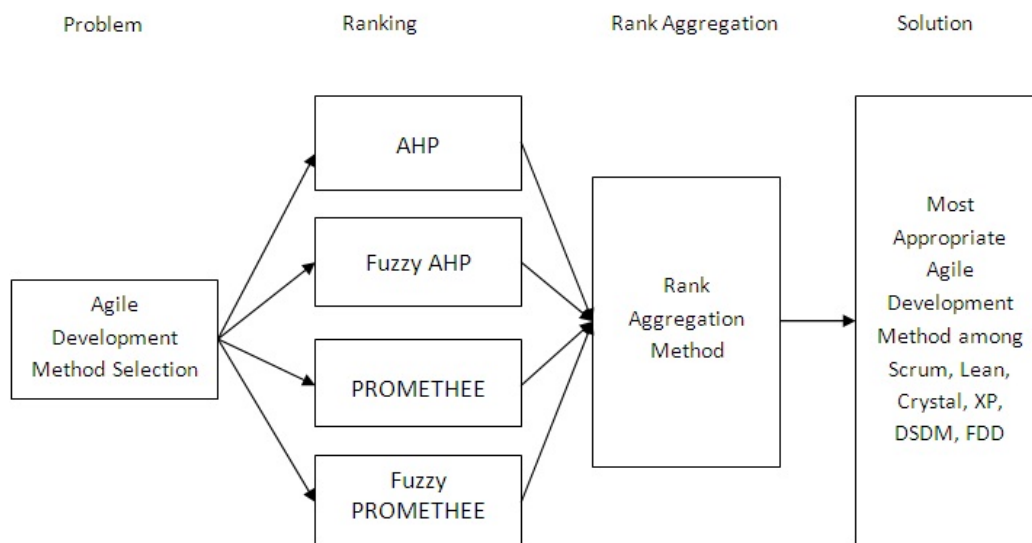 Problem
Ranking
Rank Aggregation
Solution
AHP
Fuzzy AHP
PROMETHEE
Fuzzy
PROMETHEE
Agile
Development
Method Selection
Rank
Aggregation
Method
Most
Appropriate
Agile
Development
Method among
Scrum, Lean,
Crystal, XP,
DSDM, FDD